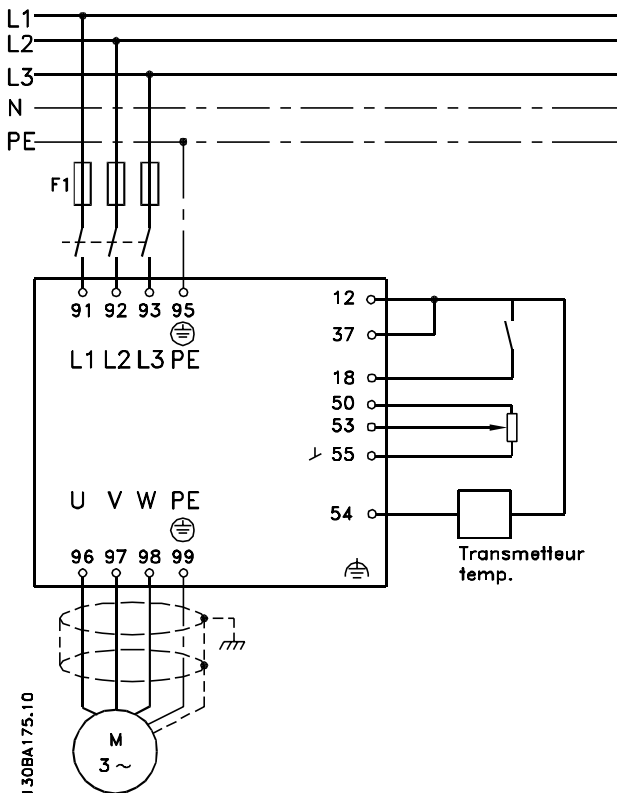 L1
L2
L3
N
PE
F1
91 92 93 95
L1 L2 L3 PE
12
37
18
50
53
55
54
U V W PE
96 97 98 99
Transmetteur
temp.
M
3 ~
130BA175.10